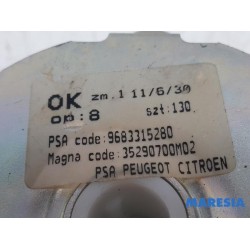 OK zm.1 11/6/30
op:8 szt:130
PSA code:9683315280
Magna code:35290700M02
PSA PEUGEOT CITROEN
BARESI